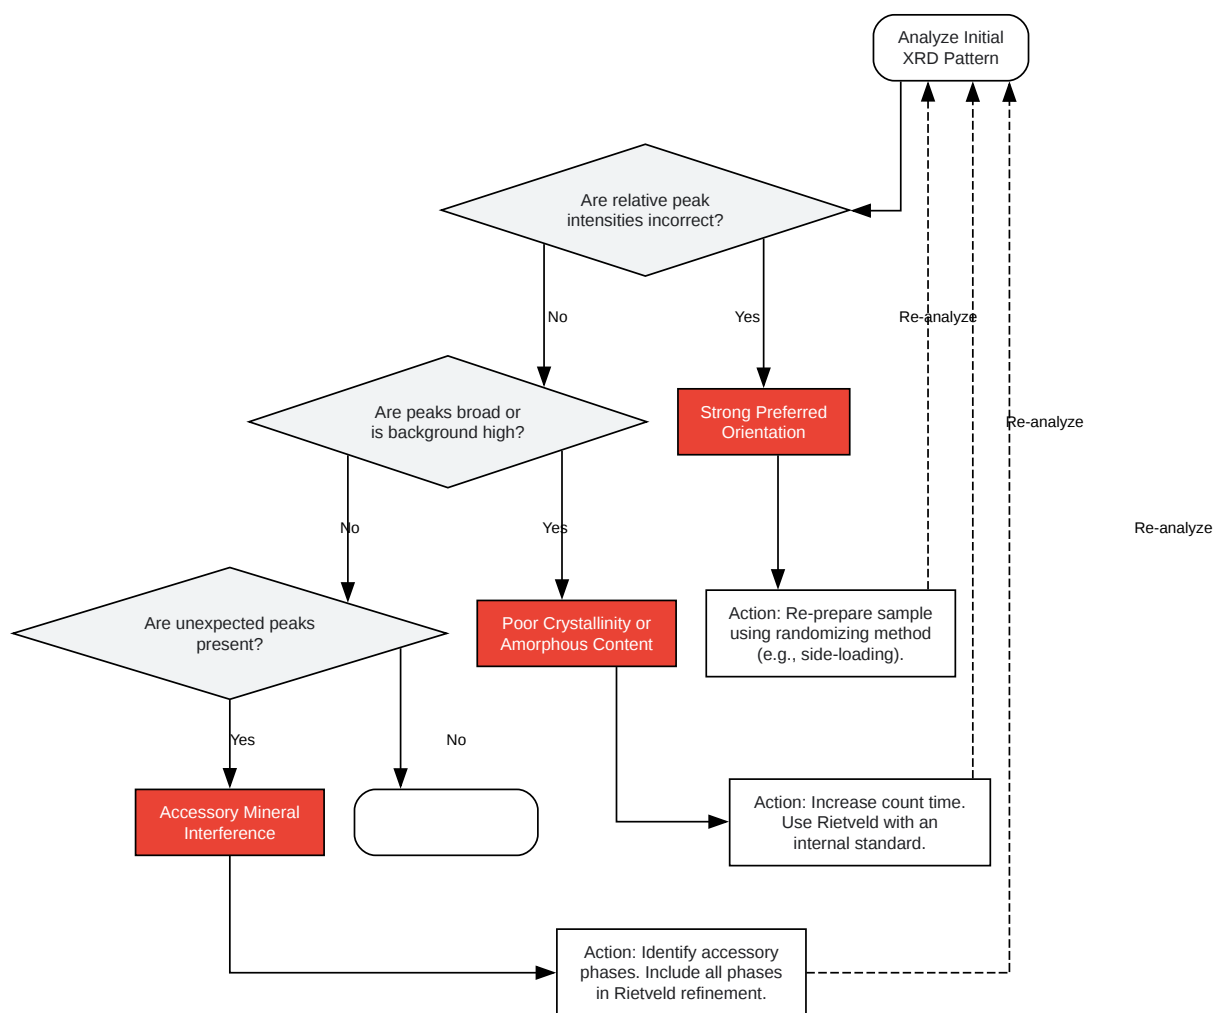 Analyze Initial
XRD Pattern
Are relative peak
intensities incorrect?
No
Yes
Re-analyze
Are peaks broad or
is background high?
Strong Preferred
Orientation
Re-analyze
No
Yes
Re-analyze
Are unexpected peaks
present?
Poor Crystallinity or
Amorphous Content
Action: Re-prepare sample
using randomizing method
(e.g., side-loading).
Yes
No
Accessory Mineral
Interference
Action: Increase count time.
Use Rietveld with an
internal standard.
Action: Identify accessory
phases. Include all phases
in Rietveld refinement.